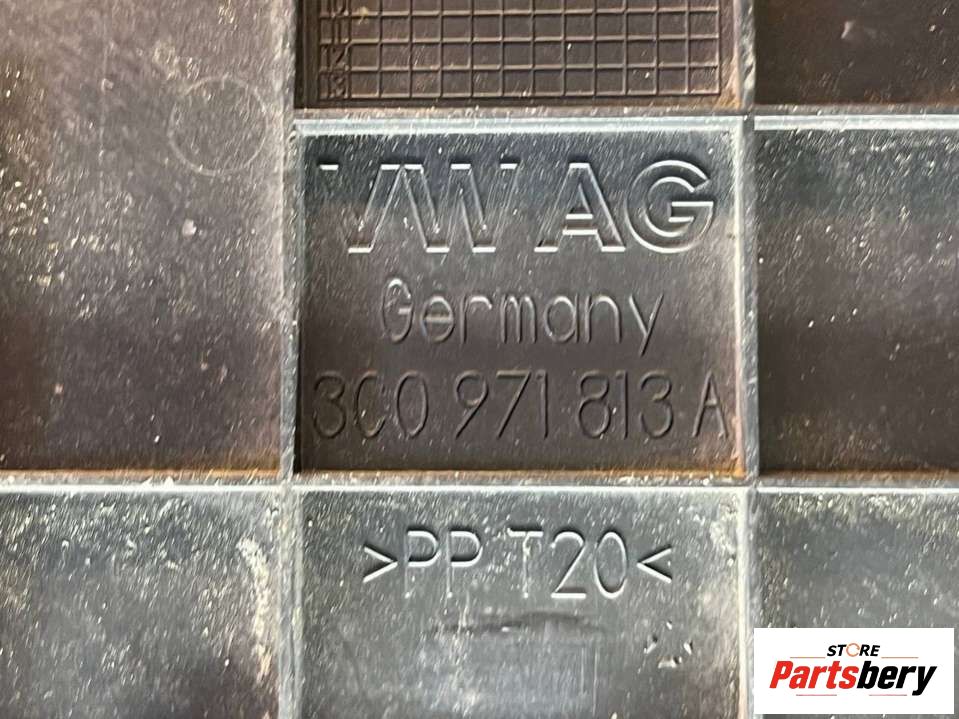 VW AG
Germany
3C0 971 813 A
>PP T20<
STORE
Partsbery